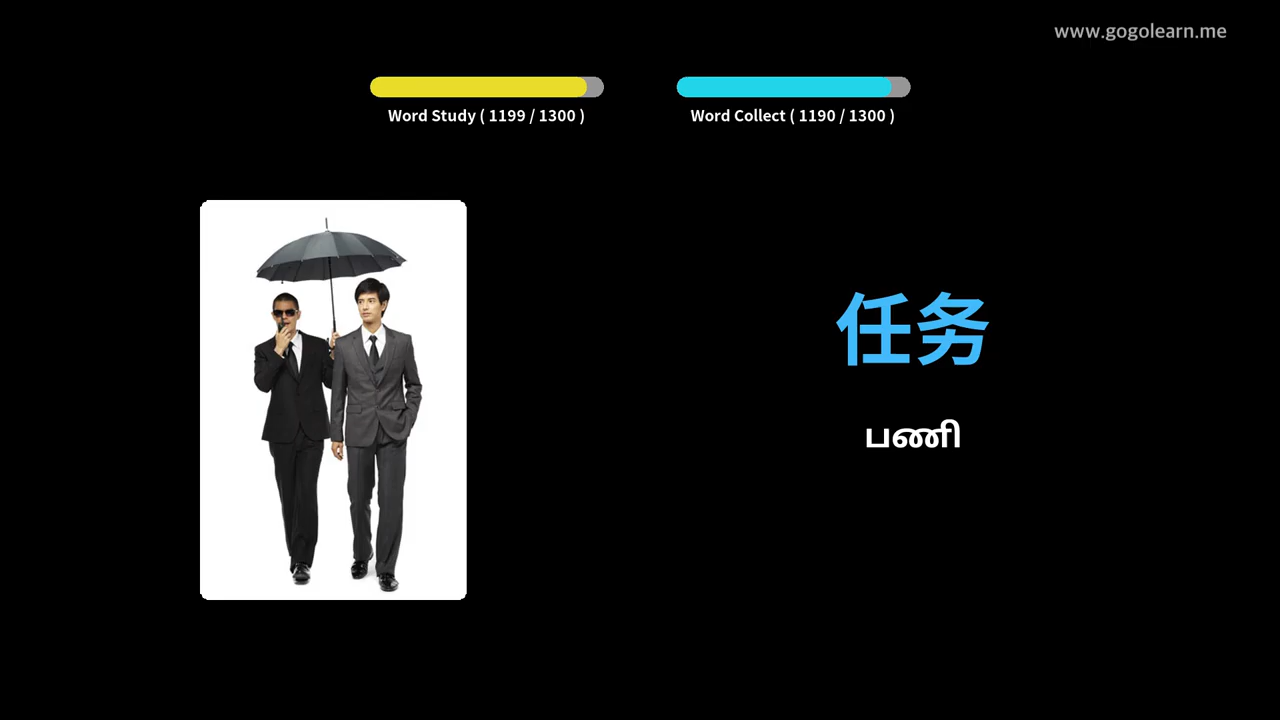 www.gogolearn.me
Word Study ( 1199 / 1300 )
Word Collect ( 1190 / 1300 )
任务
பணி